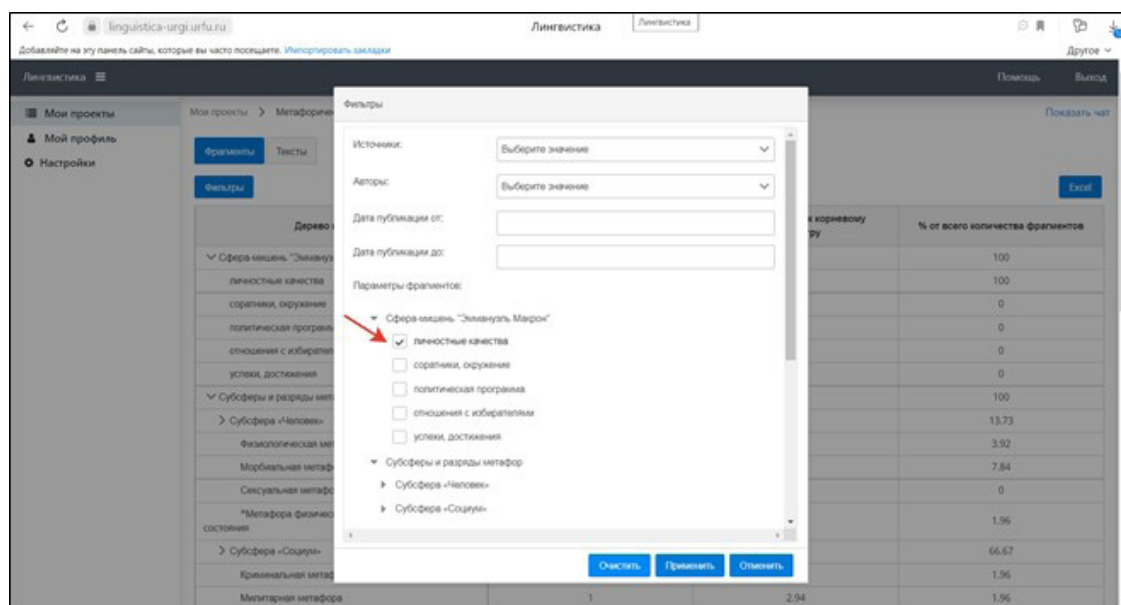 linguistica-urgi.urfu.ru Лингвистика Лингвистика
Добавляйте на эту панель сайты, которые вы часто посещаете. Импортировать закладки Другое
Лингвистика Помощь Выход
Мои проекты
Мой профиль
Настройки
Мои проекты > Метафориче Показать чат
Фрагменты Тексты
Фильтры Excel
Дерево к корневому % от всего количества фрагментов
Сфера-мишень "Эммануэ 100
личностные качества 100
соратники, окружение 0
политическая програм 0
отношения с избирател 0
успехи, достижения 0
Субсферы и разряды мет 100
Субсфера «Человек» 13.73
Физиологическая мет 3.92
Морбиальная метаф 7.84
Сексуальная метафо 0
*Метафора физичес
состояния 1.96
Субсфера «Социум» 66.67
Криминальная метаф 1.96
Милитарная метафора 1 2.94 1.96
Фильтры
Источники: Выберите значение
Авторы: Выберите значение
Дата публикации от:
Дата публикации до:
Параметры фрагментов:
Сфера-мишень "Эммануэль Макрон"
личностные качества
соратники, окружение
политическая программа
отношения с избирателями
успехи, достижения
Субсферы и разряды метафор
Субсфера «Человек»
Субсфера «Социум»
Очистить Применить Отменить